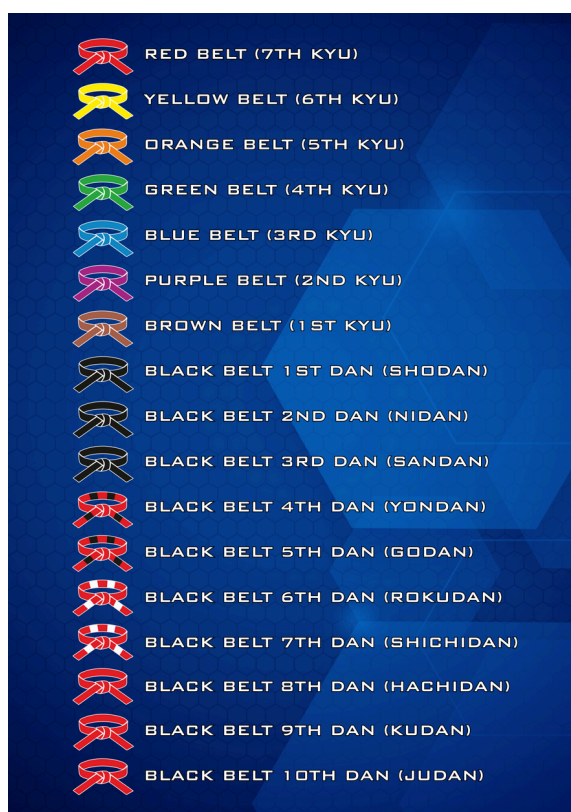 RED BELT (7TH KYU)
YELLOW BELT (6TH KYU)
ORANGE BELT (5TH KYU)
GREEN BELT (4TH KYU)
BLUE BELT (3RD KYU)
PURPLE BELT (2ND KYU)
BROWN BELT (1ST KYU)
BLACK BELT 1ST DAN (SHODAN)
BLACK BELT 2ND DAN (NIDAN)
BLACK BELT 3RD DAN (SANDAN)
BLACK BELT 4TH DAN (YONDAN)
BLACK BELT 5TH DAN (GODAN)
BLACK BELT 6TH DAN (ROKUDAN)
BLACK BELT 7TH DAN (SHICHIDAN)
BLACK BELT 8TH DAN (HACHIDAN)
BLACK BELT 9TH DAN (KUDAN)
BLACK BELT 10TH DAN (JUDAN)